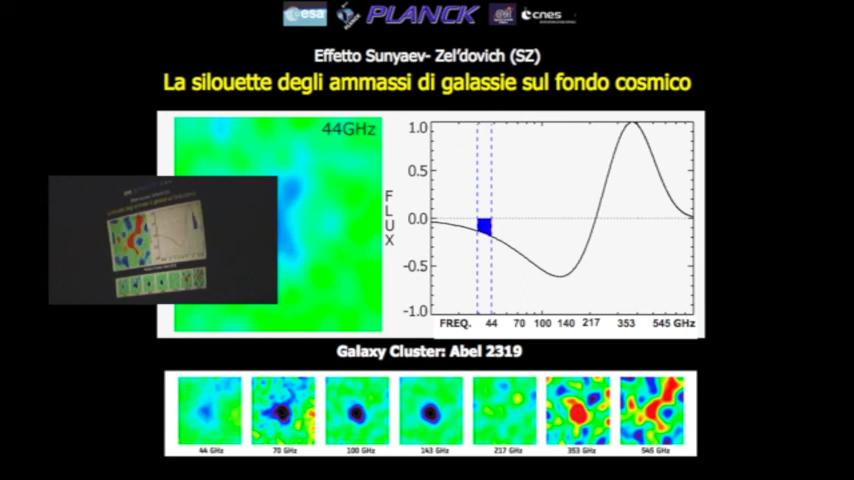 esa
PLANCK
PLANCK
cnes
Effetto Sunyaev- Zel'dovich (SZ)
La silouette degli ammassi di galassie sul fondo cosmico
44GHz
FLUX
1.0
0.5
0.0
-0.5
-1.0
FREQ. 44 70 100 140 217 353 545 GHz
Galaxy Cluster: Abel 2319
44 GHz 70 GHz 100 GHz 143 GHz 217 GHz 353 GHz 545 GHz